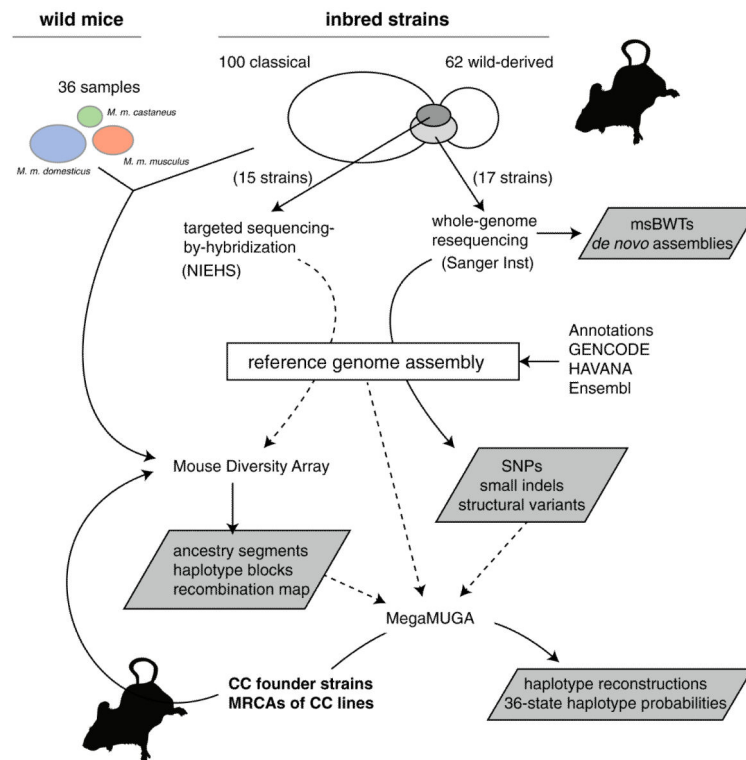 wild mice
inbred strains
100 classical
62 wild-derived
36 samples
M. m. castaneus
M. m. domesticus
M. m. musculus
(15 strains)
(17 strains)
targeted sequencing-
by-hybridization
(NIEHS)
whole-genome
resequencing
(Sanger Inst)
msBWTs
de novo assemblies
reference genome assembly
Annotations
GENCODE
HAVANA
Ensembl
Mouse Diversity Array
SNPs
small indels
structural variants
ancestry segments
haplotype blocks
recombination map
MegaMUGA
CC founder strains
MRCAs of CC lines
haplotype reconstructions
36-state haplotype probabilities